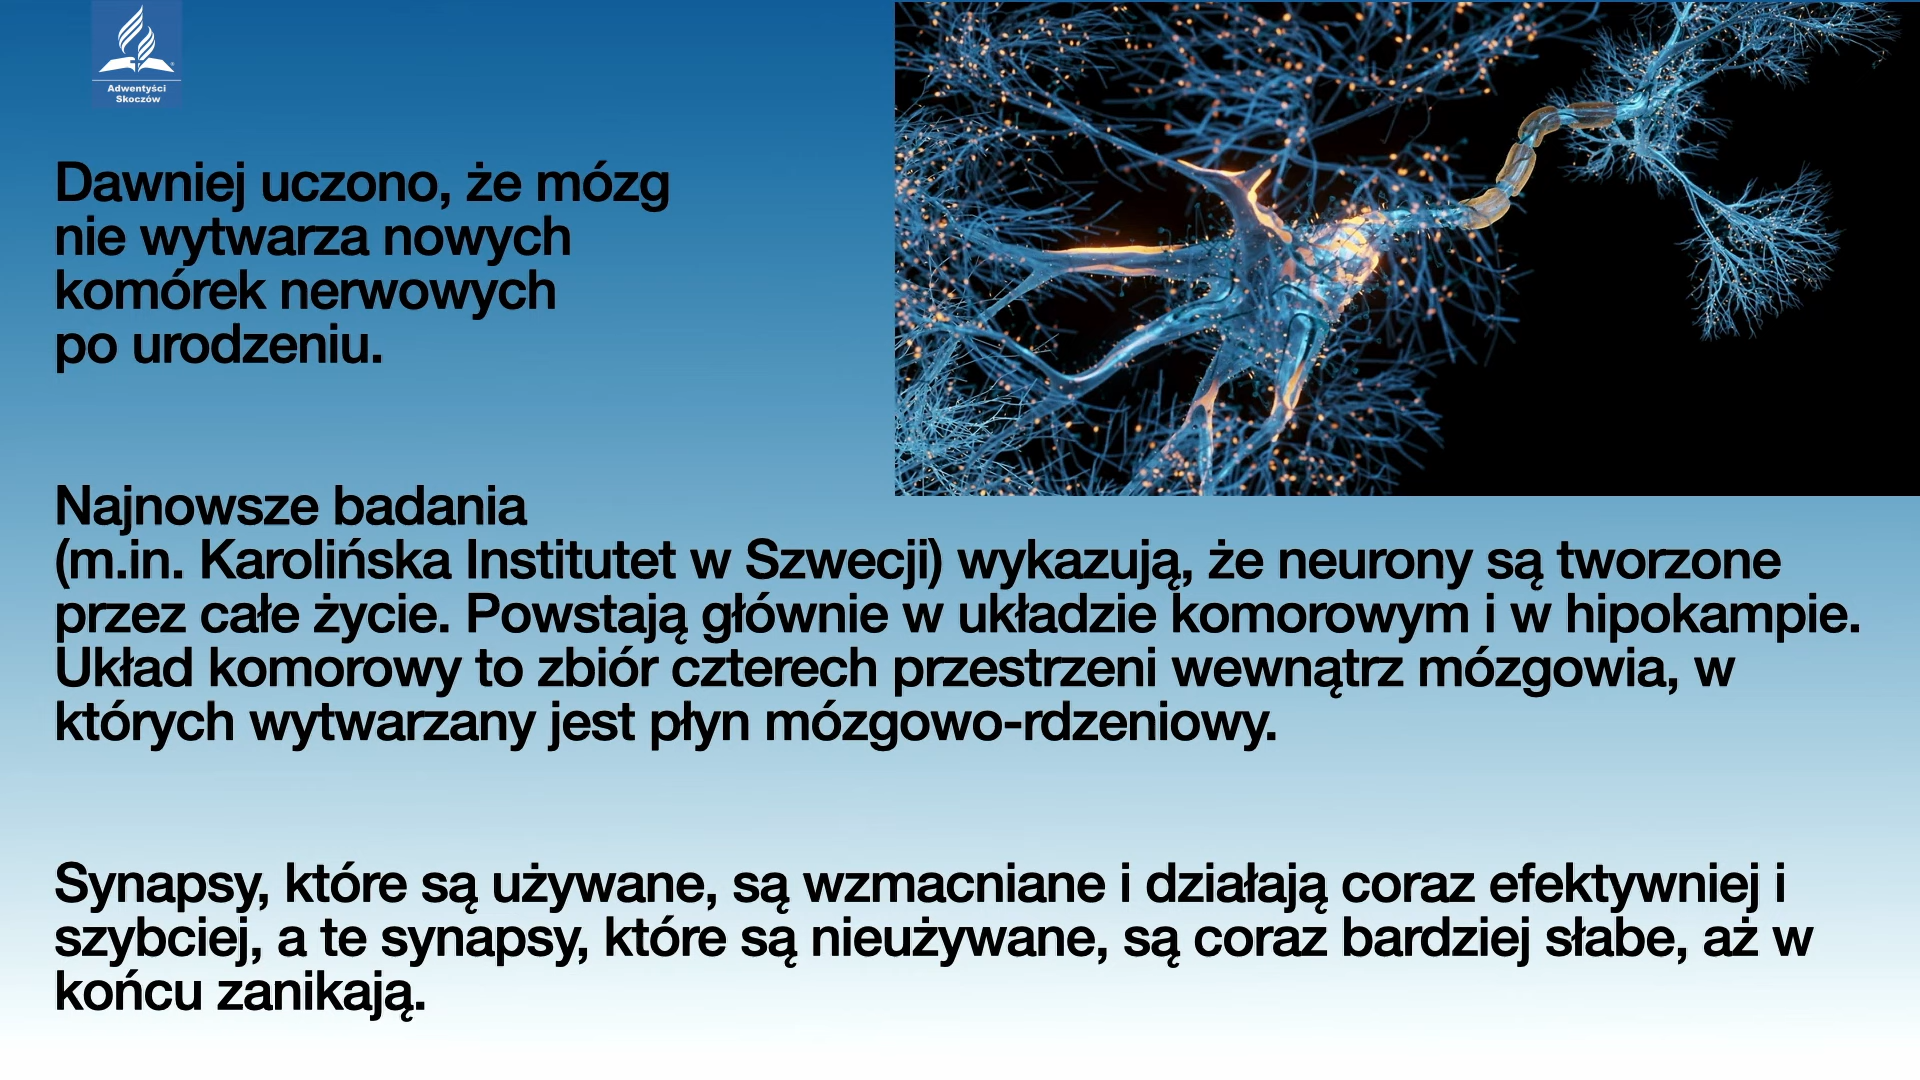 Adwentyści
Skoczów
Dawniej uczono, że mózg
nie wytwarza nowych
komórek nerwowych
po urodzeniu.
Najnowsze badania
(m.in. Karolińska Institutet w Szwecji) wykazują, że neurony są tworzone
przez całe życie. Powstają głównie w układzie komorowym i w hipokampie.
Układ komorowy to zbiór czterech przestrzeni wewnątrz mózgowia, w
których wytwarzany jest płyn mózgowo-rdzeniowy.
Synapsy, które są używane, są wzmacniane i działają coraz efektywniej i
szybciej, a te synapsy, które są nieużywane, są coraz bardziej słabe, aż w
końcu zanikają.